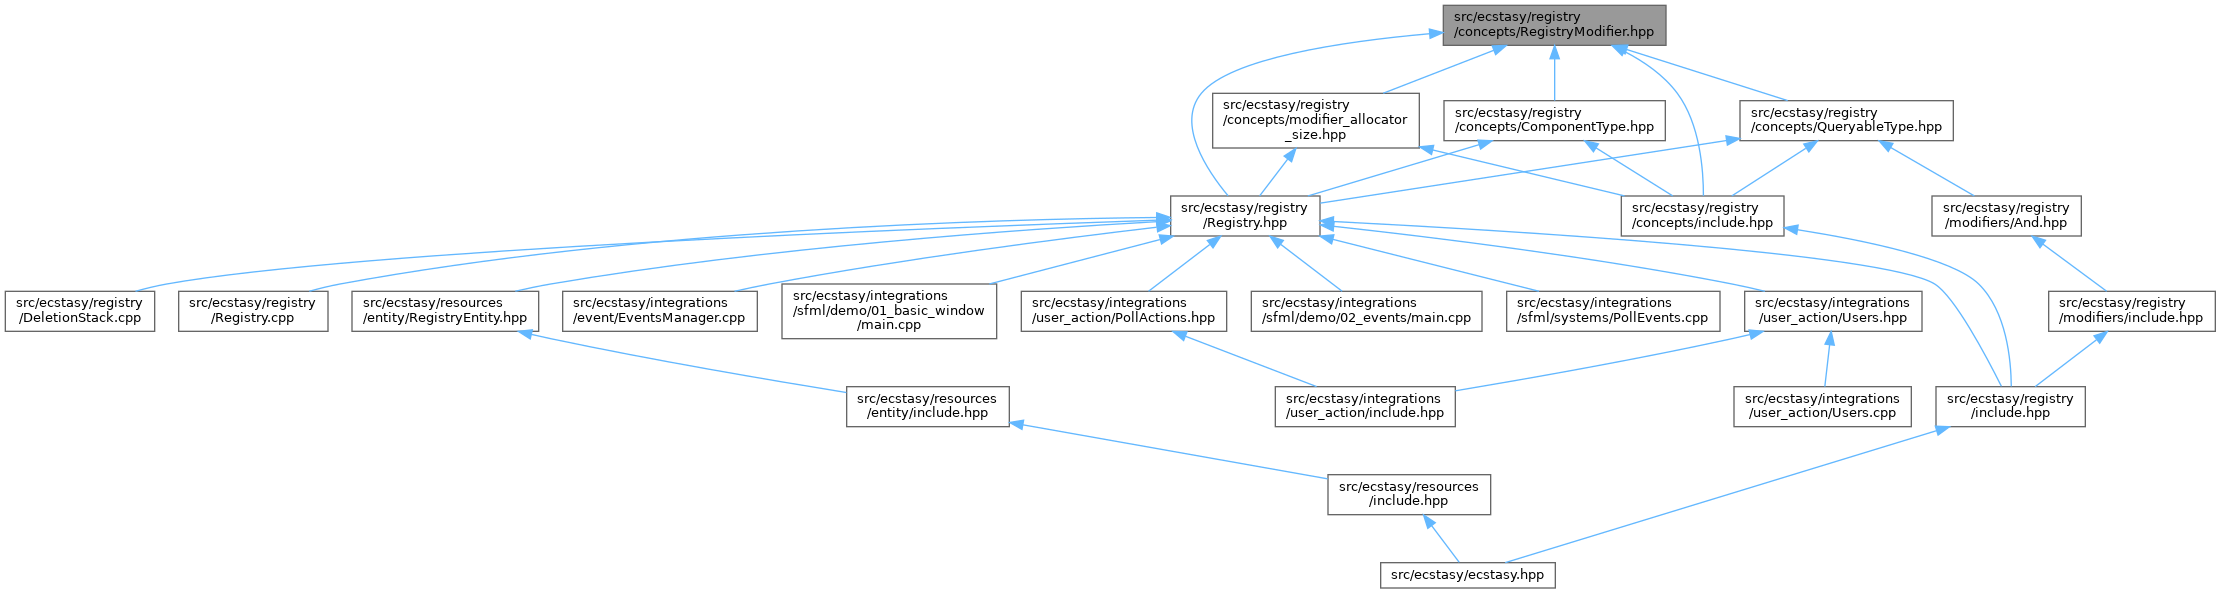 src/ecstasy/registry
/concepts/RegistryModifier.hpp
src/ecstasy/registry
/concepts/modifier_allocator
_size.hpp
src/ecstasy/registry
/concepts/ComponentType.hpp
src/ecstasy/registry
/concepts/QueryableType.hpp
src/ecstasy/registry
/Registry.hpp
src/ecstasy/registry
/concepts/include.hpp
src/ecstasy/registry
/modifiers/And.hpp
src/ecstasy/registry
/DeletionStack.cpp
src/ecstasy/registry
/Registry.cpp
src/ecstasy/resources
/entity/RegistryEntity.hpp
src/ecstasy/integrations
/event/EventsManager.cpp
src/ecstasy/integrations
/sfml/demo/01_basic_window
/main.cpp
src/ecstasy/integrations
/user_action/PollActions.hpp
src/ecstasy/integrations
/sfml/demo/02_events/main.cpp
src/ecstasy/integrations
/sfml/systems/PollEvents.cpp
src/ecstasy/integrations
/user_action/Users.hpp
src/ecstasy/registry
/modifiers/include.hpp
src/ecstasy/resources
/entity/include.hpp
src/ecstasy/integrations
/user_action/include.hpp
src/ecstasy/integrations
/user_action/Users.cpp
src/ecstasy/registry
/include.hpp
src/ecstasy/resources
/include.hpp
src/ecstasy/ecstasy.hpp